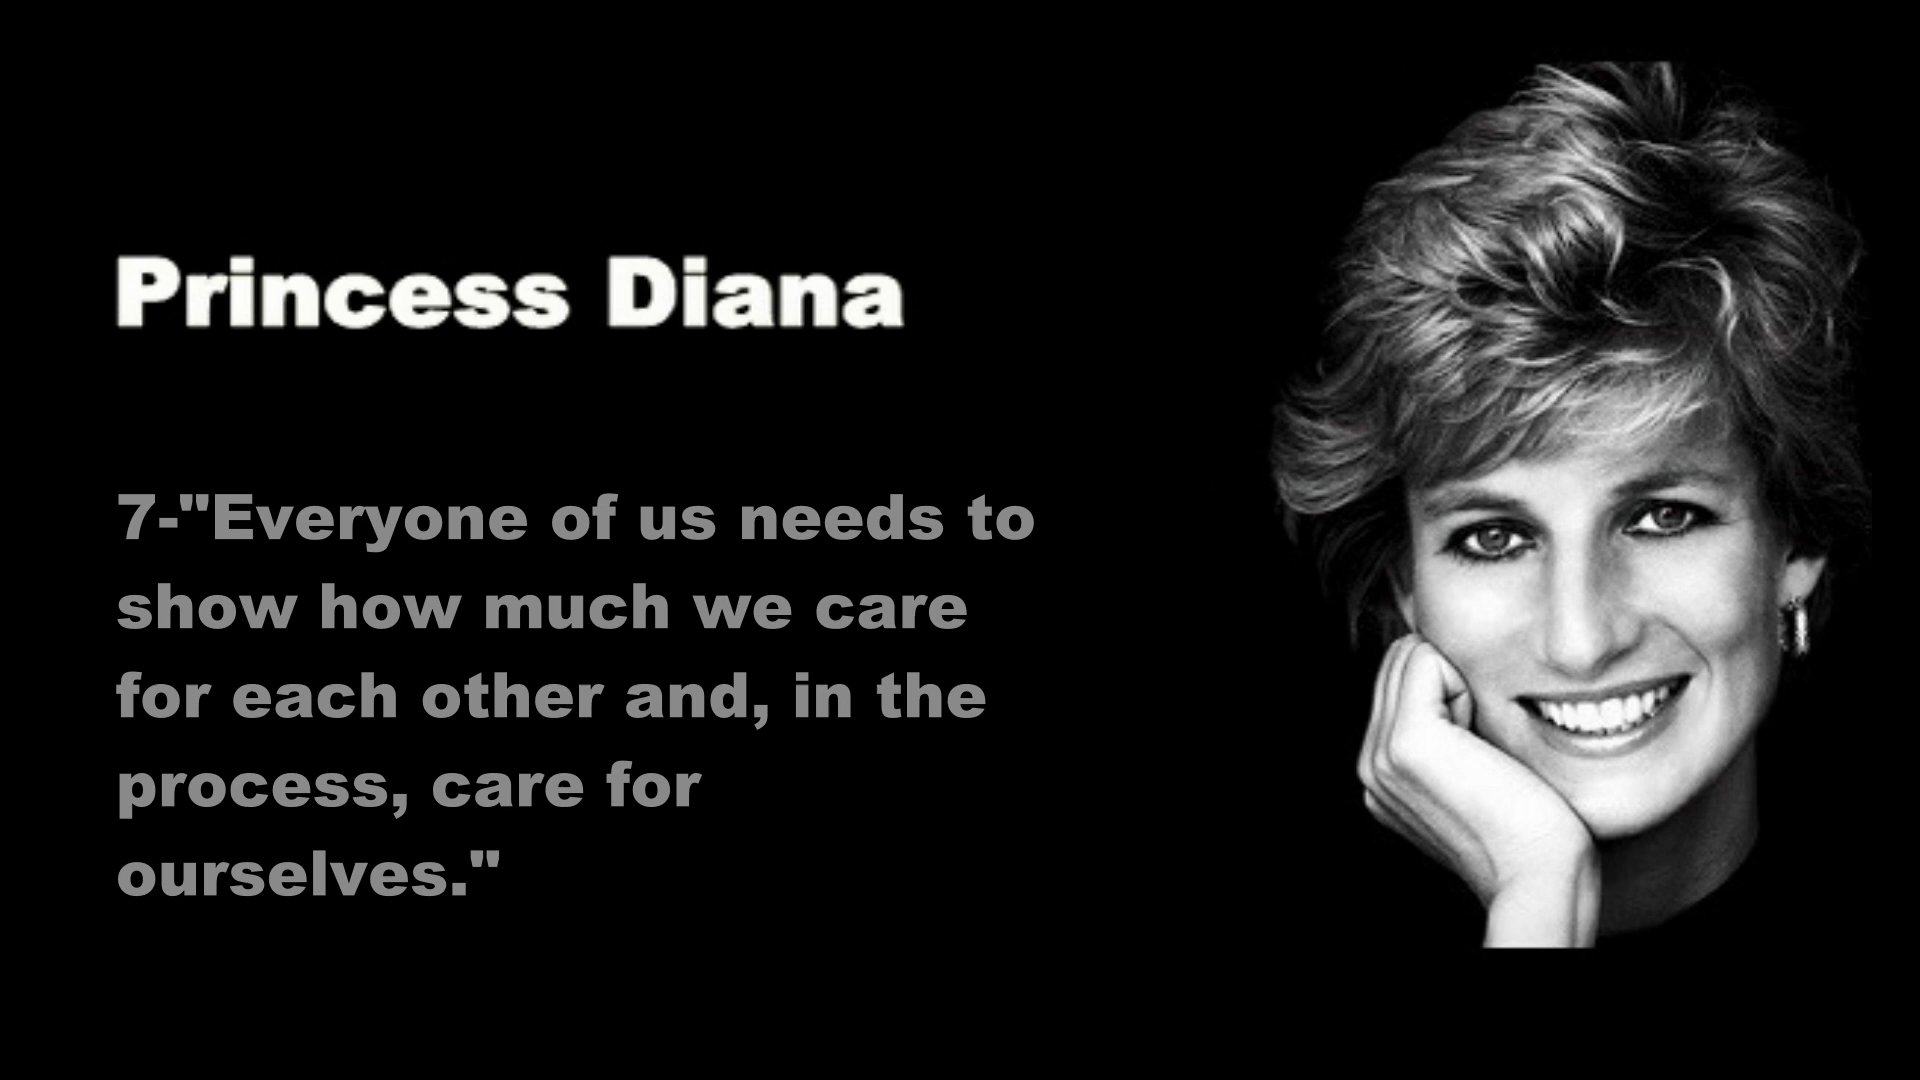 Princess Diana
7-"Everyone of us needs to
show how much we care
for each other and, in the
process, care for
ourselves."